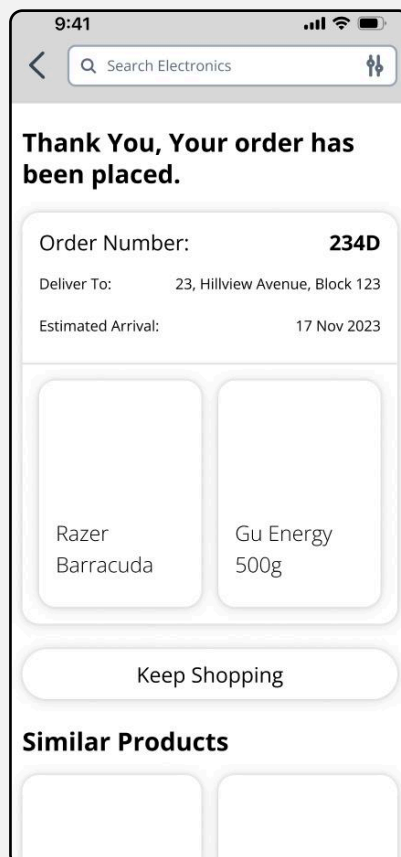 9:41
Search Electronics
Thank You, Your order has
been placed.
Order Number: 234D
Deliver To: 23, Hillview Avenue, Block 123
Estimated Arrival: 17 Nov 2023
Razer
Barracuda
Gu Energy
500g
Keep Shopping
Similar Products